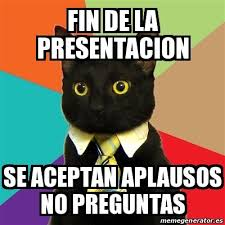 FIN DE LA
PRESENTACION
SE ACEPTAN APLAUSOS
NO PREGUNTAS
memegenerator.es